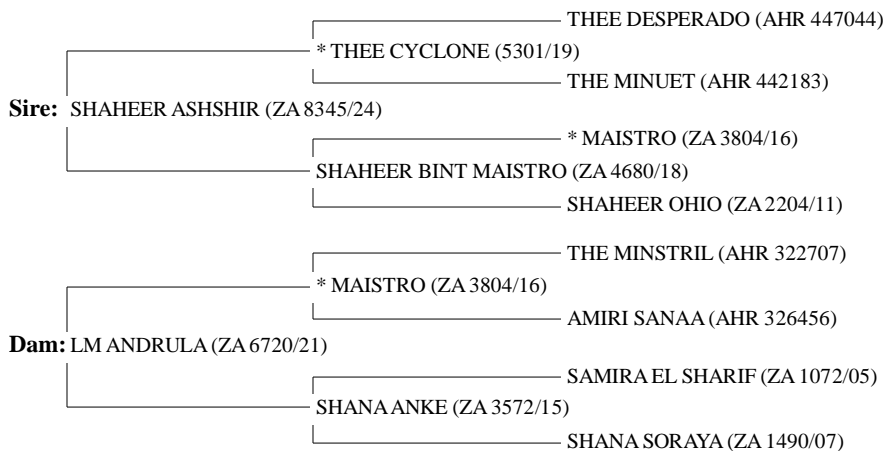 THEE DESPERADO (AHR 447044)
* THEE CYCLONE (5301/19)
THE MINUET (AHR 442183)
Sire: SHAHEER ASHSHIR (ZA 8345/24)
* MAISTRO (ZA 3804/16)
SHAHEER BINT MAISTRO (ZA 4680/18)
SHAHEER OHIO (ZA 2204/11)
THE MINSTRIL (AHR 322707)
* MAISTRO (ZA 3804/16)
AMIRI SANAA (AHR 326456)
Dam: LM ANDRULA (ZA 6720/21)
SAMIRA EL SHARIF (ZA 1072/05)
SHANA ANKE (ZA 3572/15)
SHANA SORAYA (ZA 1490/07)